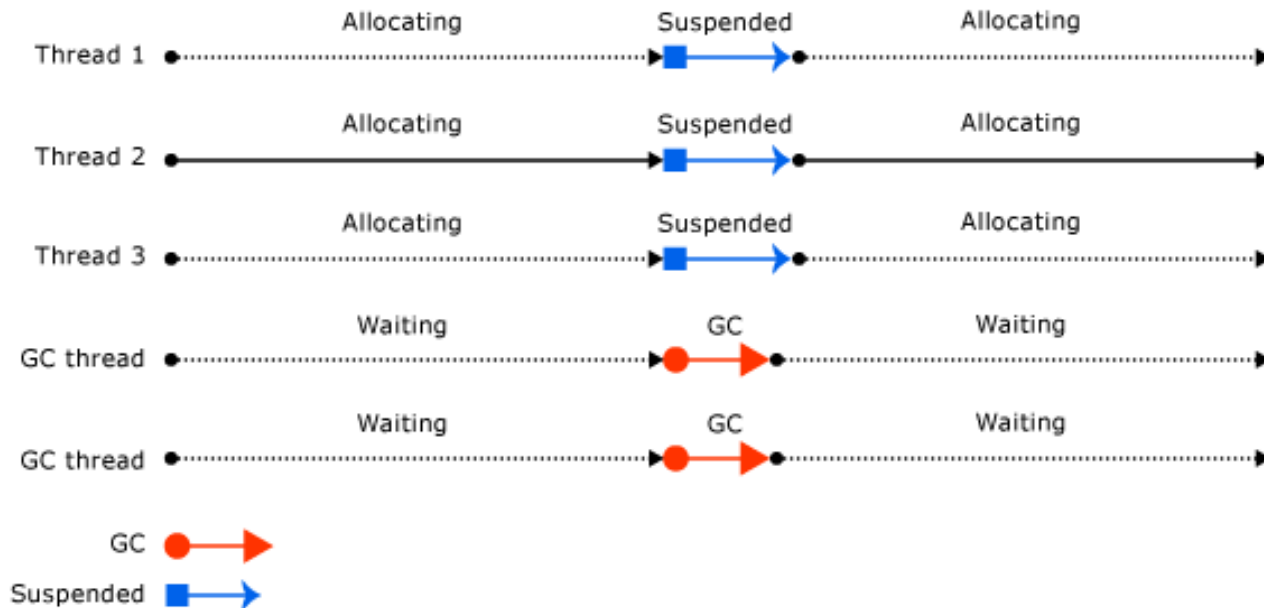 Allocating Suspended Allocating
Thread 1
Allocating Suspended Allocating
Thread 2
Allocating Suspended Allocating
Thread 3
Waiting GC Waiting
GC thread
Waiting GC Waiting
GC thread
GC
Suspended